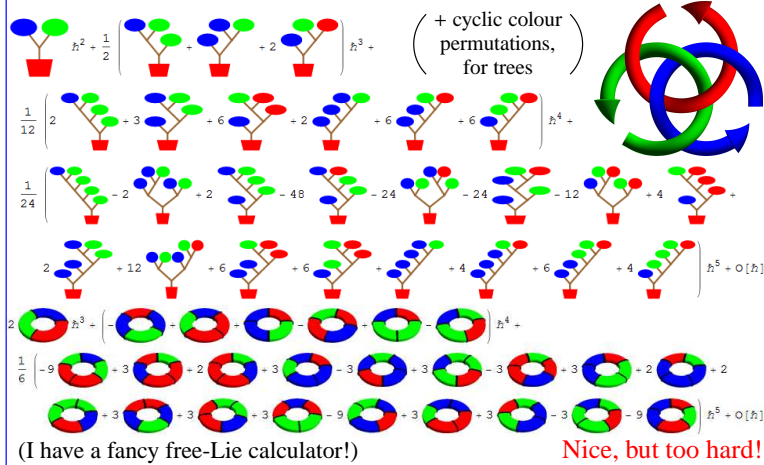 ℏ² + 1/2 ( + + 2 ) ℏ³ +
( + cyclic colour
permutations,
for trees )
1/12 ( 2 + 3 + 6 + 2 + 6 + 6 ) ℏ⁴ +
1/24 ( - 2 + 2 - 48 - 24 - 24 - 12 + 4 +
2 + 12 + 6 + 6 + + 4 + 6 + 4 ) ℏ⁵ + O[ℏ]
2 ℏ³ + ( - + + - + - ) ℏ⁴ +
1/6 ( -9 + 3 + 2 + 3 - 3 + 3 - 3 + 3 + 2 + 2
+ 3 + 3 + 3 - 9 + 3 + 3 - 3 - 9 ) ℏ⁵ + O[ℏ]
(I have a fancy free-Lie calculator!) Nice, but too hard!